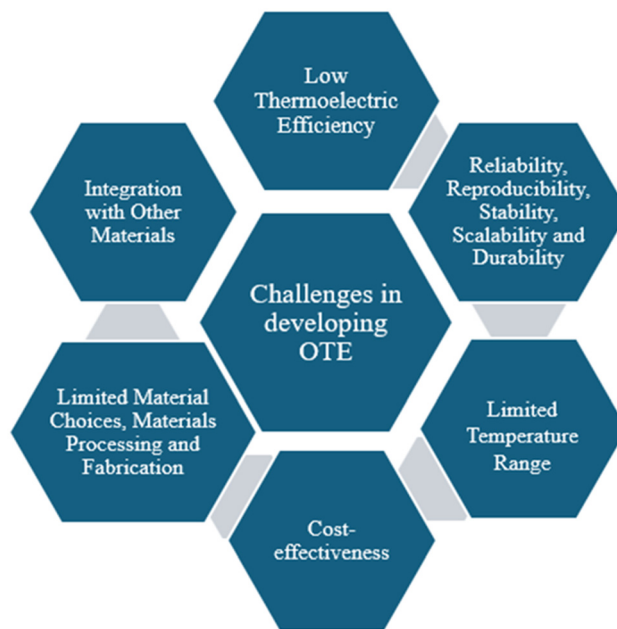 Low
Thermoelectric
Efficiency
Reliability,
Reproducibility,
Stability,
Scalability and
Durability
Integration
with Other
Materials
Challenges in
developing
OTE
Limited Material
Choices, Materials
Processing and
Fabrication
Limited
Temperature
Range
Cost-
effectiveness